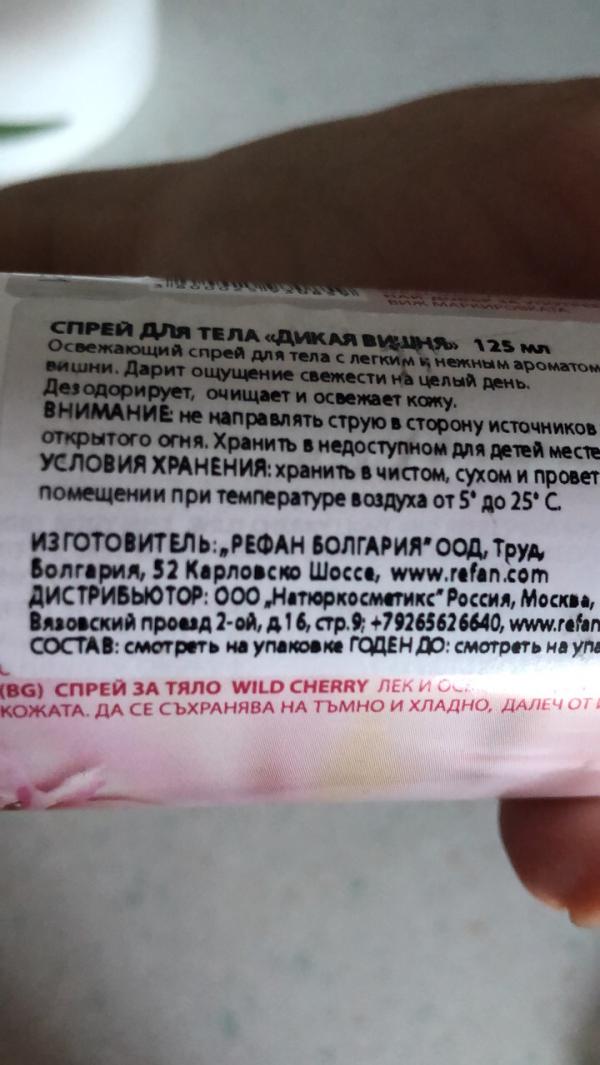 СПРЕЙ ДЛЯ ТЕЛА «ДИКАЯ ВИШНЯ» 125 мл
Освежающий спрей для тела с легким и нежным ароматом
вишни. Дарит ощущение свежести на целый день.
Дезодорирует, очищает и освежает кожу.
ВНИМАНИЕ: не направлять струю в сторону источников
открытого огня. Хранить в недоступном для детей месте
УСЛОВИЯ ХРАНЕНИЯ: хранить в чистом, сухом и провет
помещении при температуре воздуха от 5° до 25° С.
ИЗГОТОВИТЕЛЬ: „РЕФАН БОЛГАРИЯ" ООД, Труд,
Болгария, 52 Карловско Шоссе, www.refan.com
ДИСТРИБЬЮТОР: ООО „Натюркосметикс" Россия, Москва,
Вязовский проезд 2-ой, д.16, стр.9; +79265626640, www.refan
СОСТАВ: смотреть на упаковке ГОДЕН ДО: смотреть на упа
(BG) СПРЕЙ ЗА ТЯЛО WILD CHERRY ЛЕК И
КОЖАТА. ДА СЕ СЪХРАНЯВА НА ТЪМНО И ХЛАДНО, ДАЛЕЧ ОТ